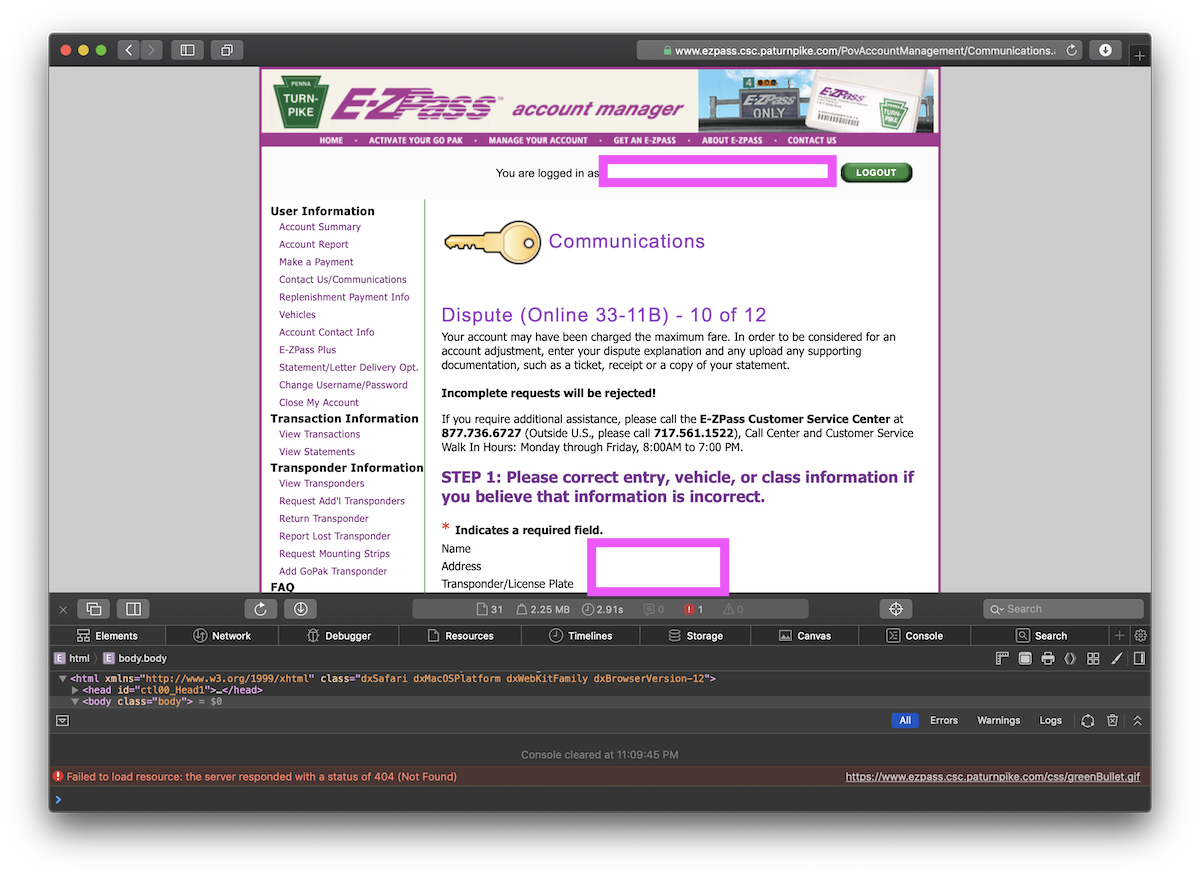 www.ezpass.csc.paturnpike.com/PovAccountManagement/Communications.
PENNA
TURN-
PIKE
E-ZPass™ account manager
4
E-ZPass
ONLY
E-ZPass
HOME · ACTIVATE YOUR GO PAK · MANAGE YOUR ACCOUNT · GET AN E-ZPASS · ABOUT E-ZPASS · CONTACT US
You are logged in as
LOGOUT
User Information
Account Summary
Account Report
Make a Payment
Contact Us/Communications
Replenishment Payment Info
Vehicles
Account Contact Info
E-ZPass Plus
Statement/Letter Delivery Opt.
Change Username/Password
Close My Account
Transaction Information
View Transactions
View Statements
Transponder Information
View Transponders
Request Add'l Transponders
Return Transponder
Report Lost Transponder
Request Mounting Strips
Add GoPak Transponder
FAQ
Communications
Dispute (Online 33-11B) - 10 of 12
Your account may have been charged the maximum fare. In order to be considered for an
account adjustment, enter your dispute explanation and any upload any supporting
documentation, such as a ticket, receipt or a copy of your statement.
Incomplete requests will be rejected!
If you require additional assistance, please call the E-ZPass Customer Service Center at
877.736.6727 (Outside U.S., please call 717.561.1522), Call Center and Customer Service
Walk In Hours: Monday through Friday, 8:00AM to 7:00 PM.
STEP 1: Please correct entry, vehicle, or class information if
you believe that information is incorrect.
* Indicates a required field.
Name
Address
Transponder/License Plate
31 2.25 MB 2.91s 0 1 0
Search
Elements Network Debugger Resources Timelines Storage Canvas Console Search
E html E body.body
<html xmlns="http://www.w3.org/1999/xhtml" class="dxSafari dxMacOSPlatform dxWebKitFamily dxBrowserVersion-12">
<head id="ctl00_Head1">…</head>
<body class="body"> = $0
All Errors Warnings Logs
Console cleared at 11:09:45 PM
Failed to load resource: the server responded with a status of 404 (Not Found) https://www.ezpass.csc.paturnpike.com/css/greenBullet.gif